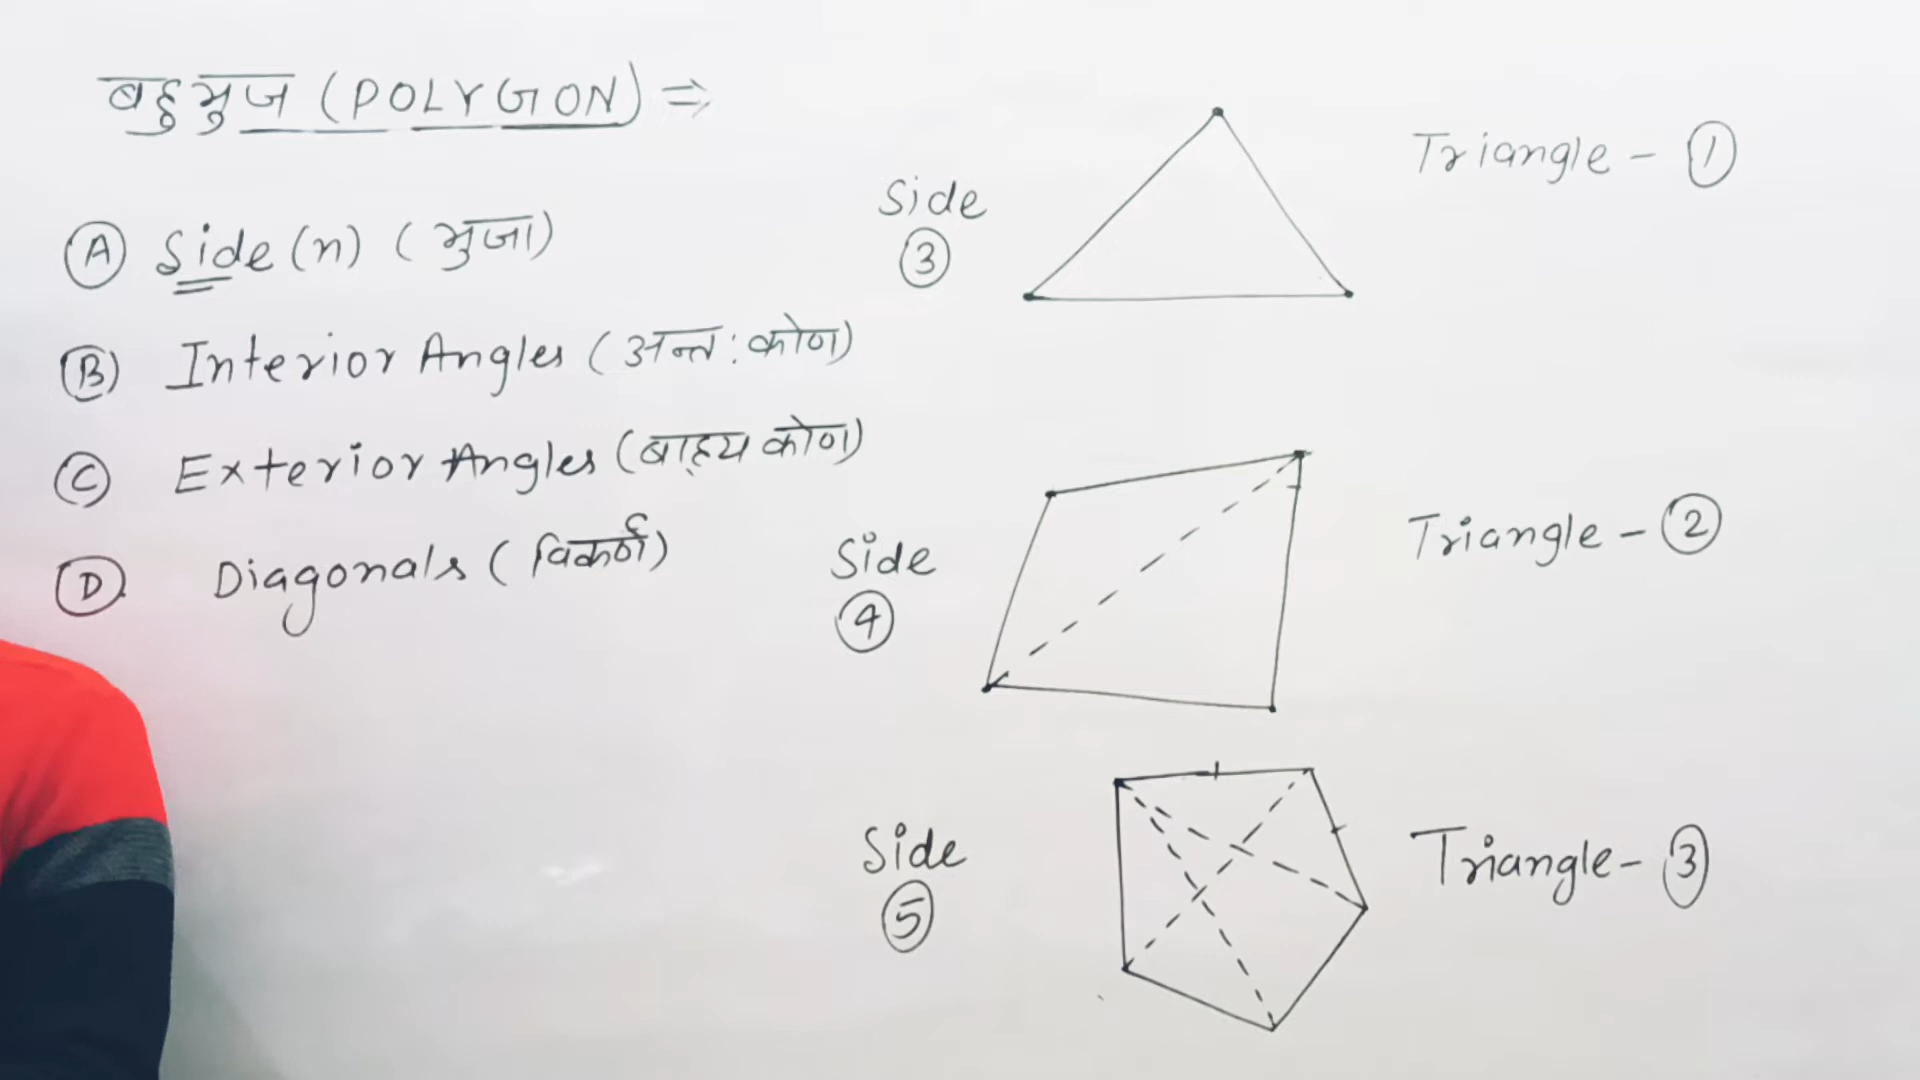 बहुभुज (POLYGON) ⇒
A Side (n) (भुजा)
B Interior Angles (अन्त: कोण)
C Exterior Angles (बाह्य कोण)
D Diagonals (विकर्ण)
Side
3
Triangle - 1
Side
4
Triangle - 2
Side
5
Triangle - 3